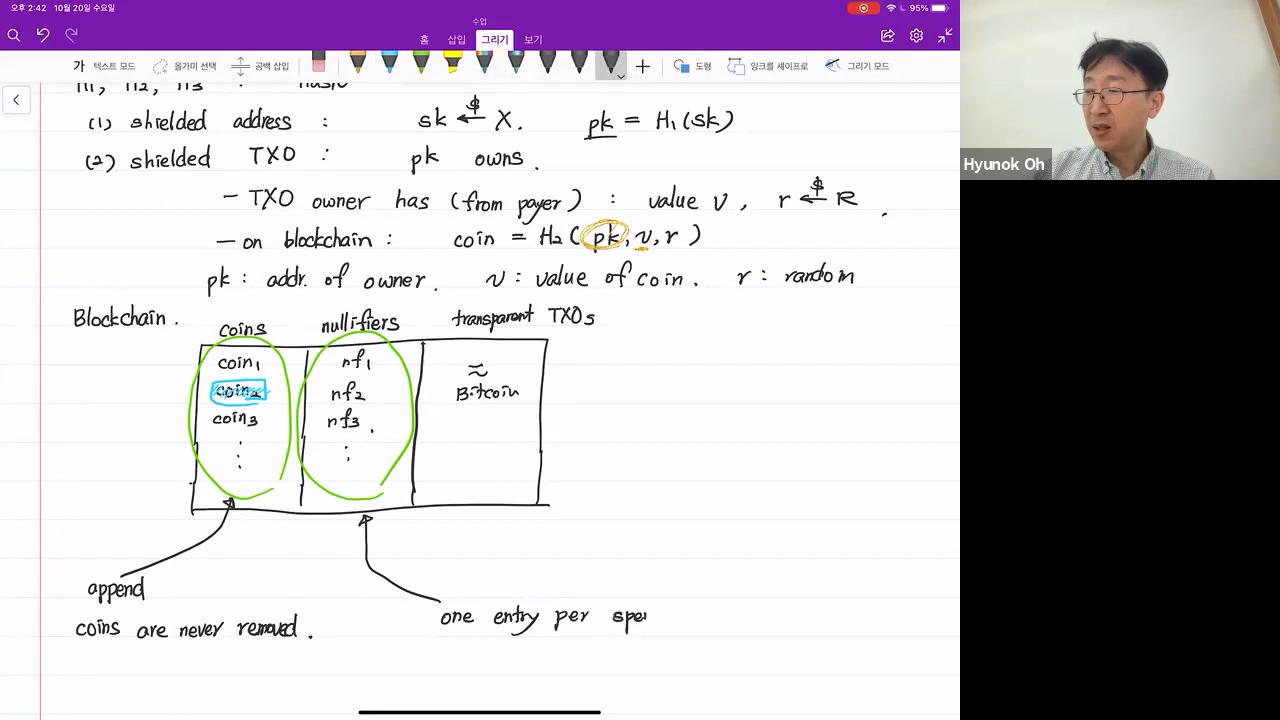 오후 2:42 10월 20일 수요일
95%
수업
홈 삽입 그리기 보기
가 텍스트 모드 올가미 선택 공백 삽입 도형 잉크를 셰이프로 그리기 모드
H1, H2, H3 :
(1) shielded address : sk ←$ X. pk = H1(sk)
(2) shielded TXO : pk owns.
- TXO owner has (from payer) : value v, r ←$ R.
- on blockchain : coin = H2(pk, v, r)
pk : addr. of owner. v : value of coin. r : random
Blockchain. coins nullifiers transparent TXOs
coin1 nf1 ≈
coin2 nf2 Bitcoin
coin3 nf3.
⋮ ⋮
append
coins are never removed.
one entry per spe
Hyunok Oh